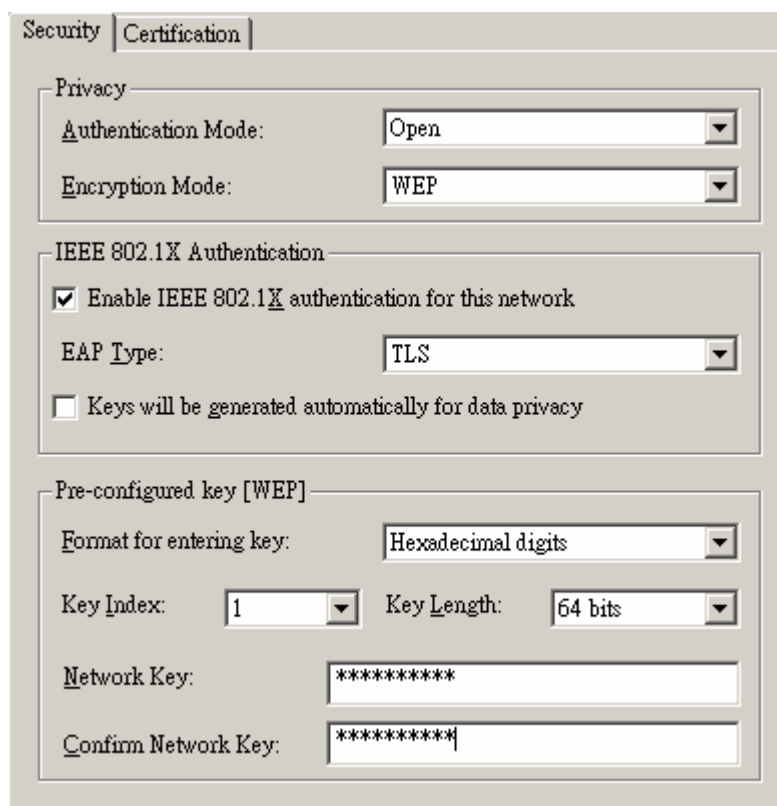 Security Certification
Privacy
Authentication Mode: Open
Encryption Mode: WEP
IEEE 802.1X Authentication
Enable IEEE 802.1X authentication for this network
EAP Type: TLS
Keys will be generated automatically for data privacy
Pre-configured key [WEP]
Format for entering key: Hexadecimal digits
Key Index: 1 Key Length: 64 bits
Network Key: **********
Confirm Network Key: **********